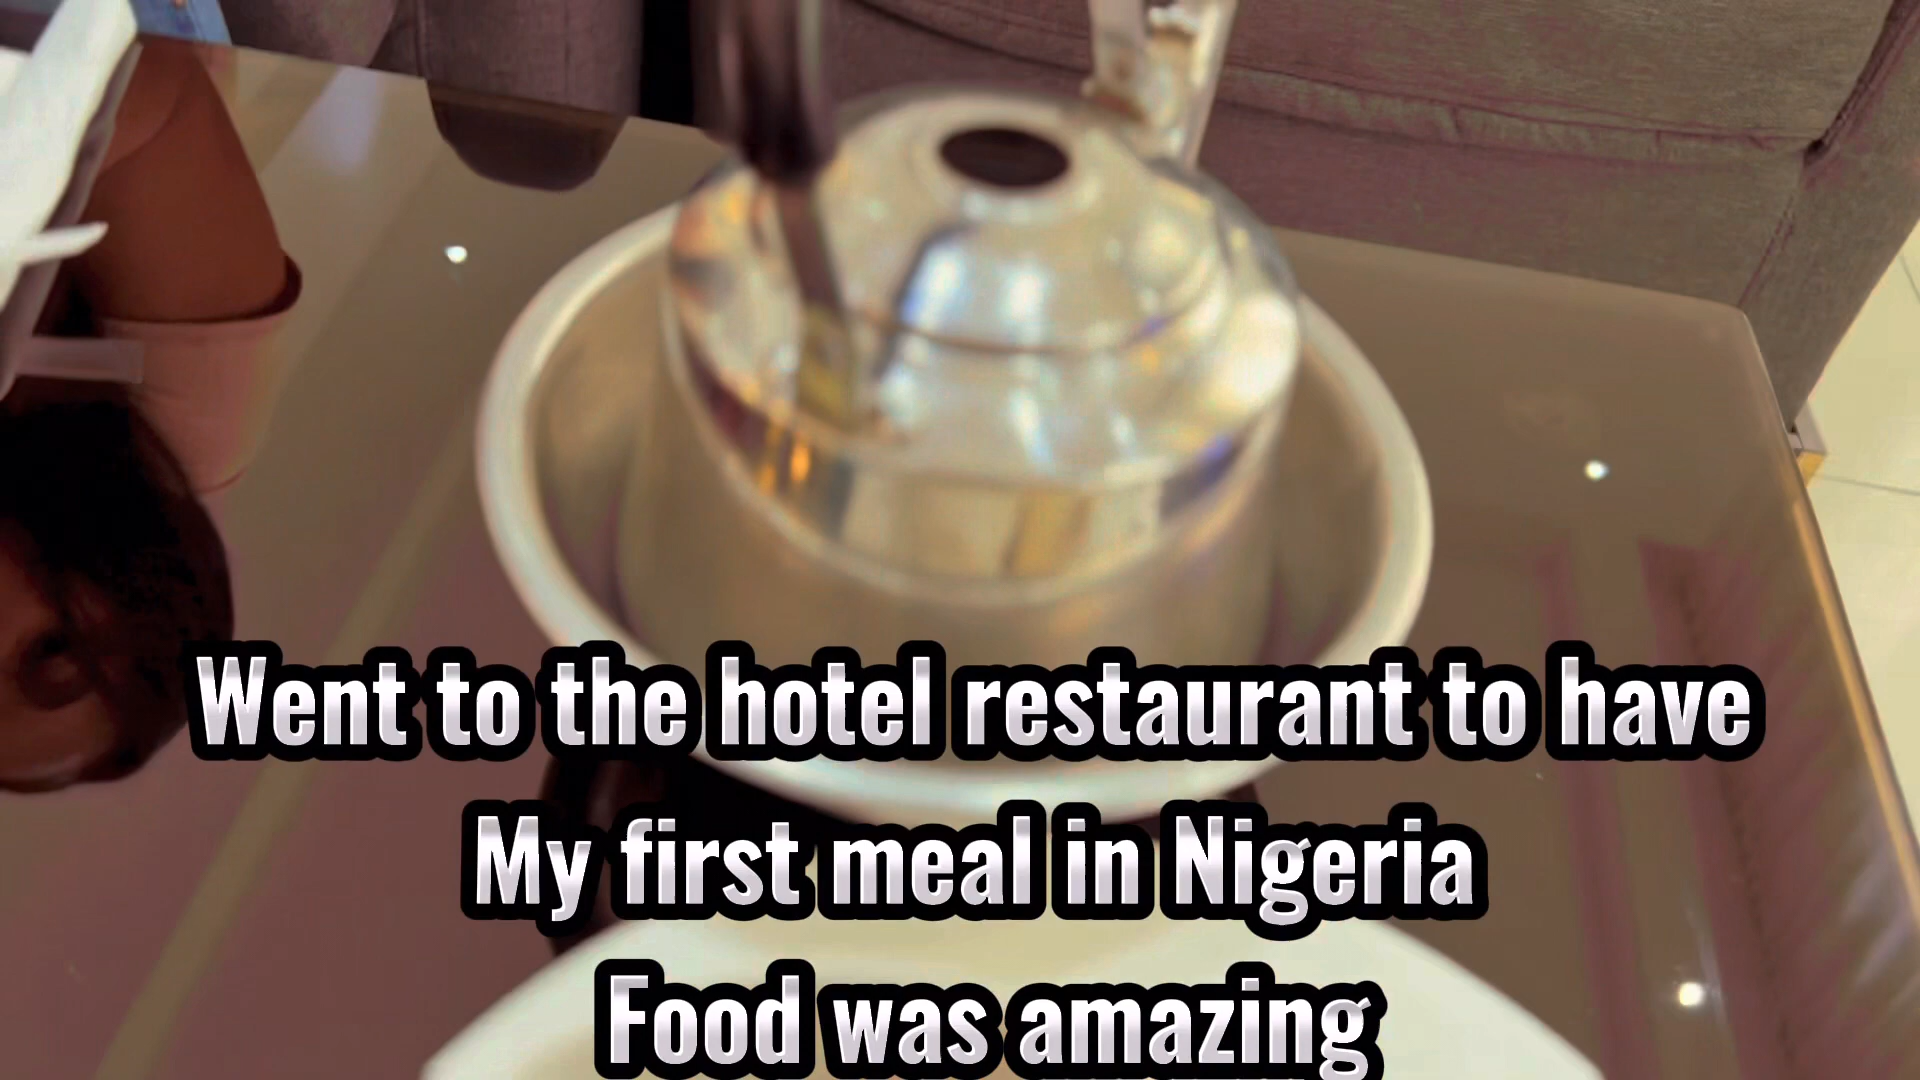 Went to the hotel restaurant to have
My first meal in Nigeria
Food was amazing